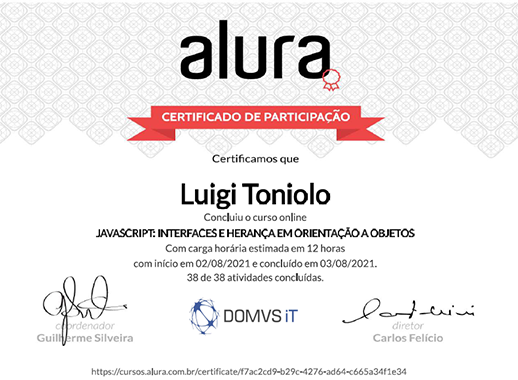 alura
CERTIFICADO DE PARTICIPAÇÃO
Certificamos que
Luigi Toniolo
Concluiu o curso online
JAVASCRIPT: INTERFACES E HERANÇA EM ORIENTAÇÃO A OBJETOS
Com carga horária estimada em 12 horas
com início em 02/08/2021 e concluído em 03/08/2021.
38 de 38 atividades concluídas.
coordenador
Guilherme Silveira
DOMVS iT
diretor
Carlos Felício
https://cursos.alura.com.br/certificate/f7ac2cd9-b29c-4276-ad64-c665a34f1e34